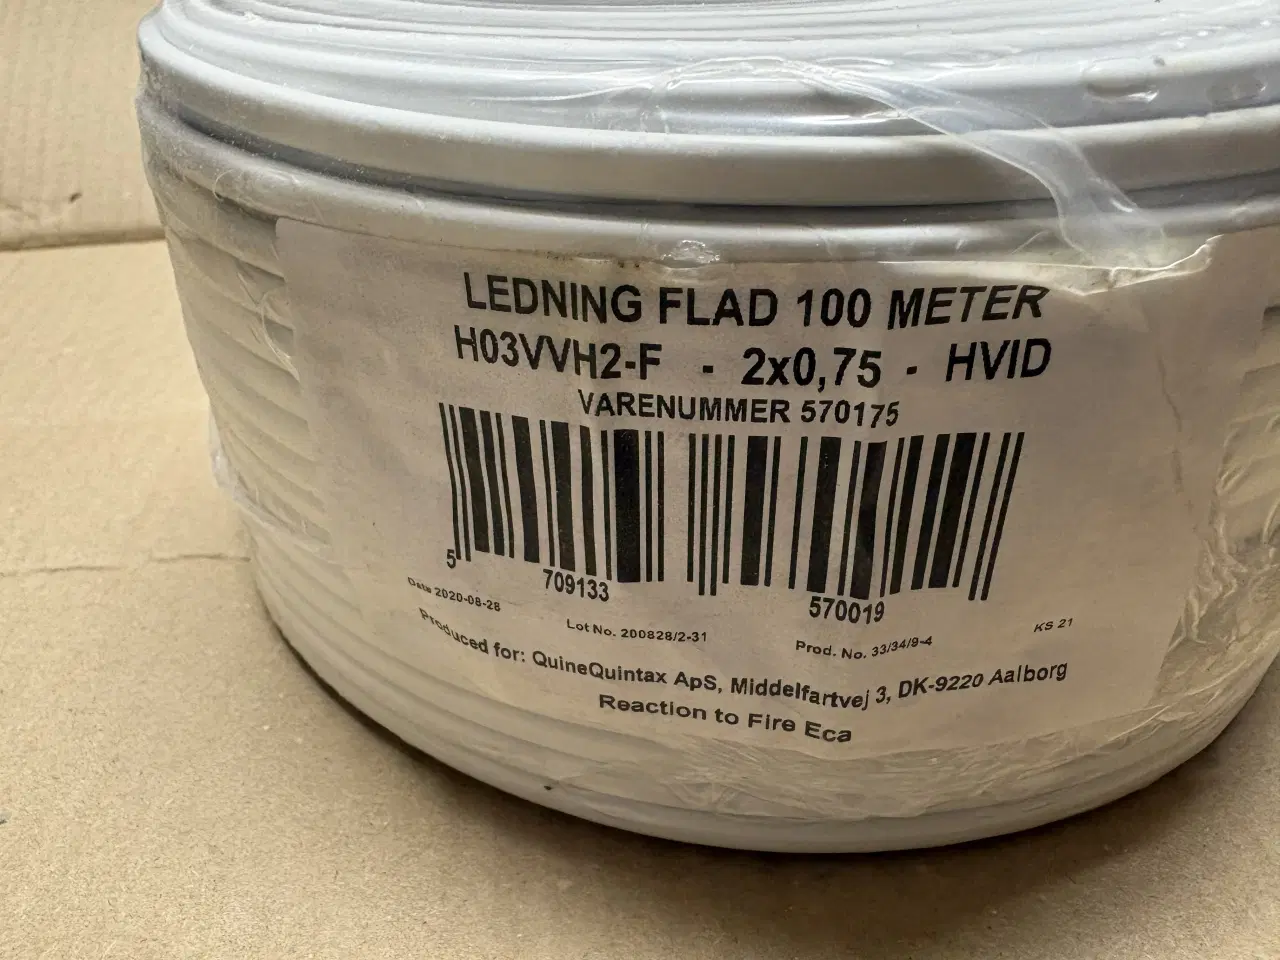 LEDNING FLAD 100 METER
H03VVH2-F - 2x0,75 - HVID
VARENUMMER 570175
5 709133 570019
Date 2020-08-28 Lot No. 200828/2-31 Prod. No. 33/34/9-4 KS 21
Produced for: QuineQuintax ApS, Middelfartvej 3, DK-9220 Aalborg
Reaction to Fire Eca